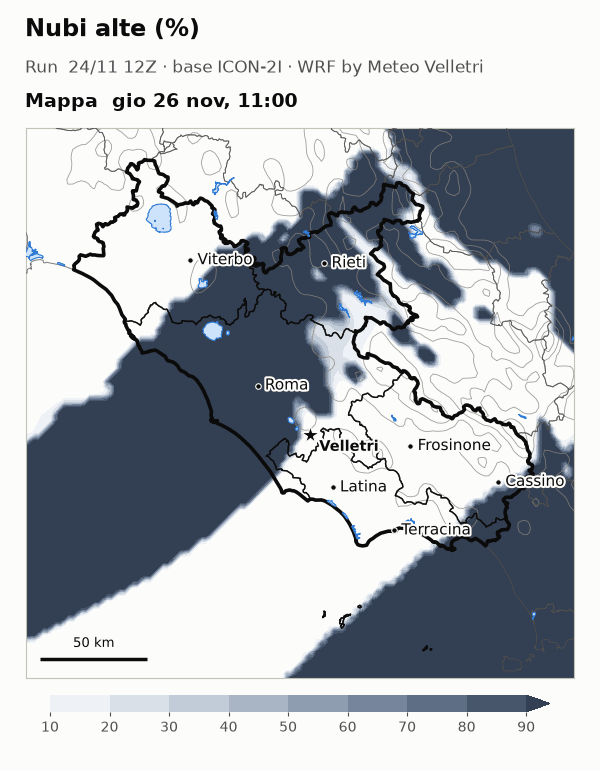 Nubi alte (%)
Run 24/11 12Z · base ICON-2I · WRF by Meteo Velletri
Mappa gio 26 nov, 11:00
Viterbo
Rieti
Roma
Velletri
Frosinone
Latina
Cassino
Terracina
50 km
10 20 30 40 50 60 70 80 90